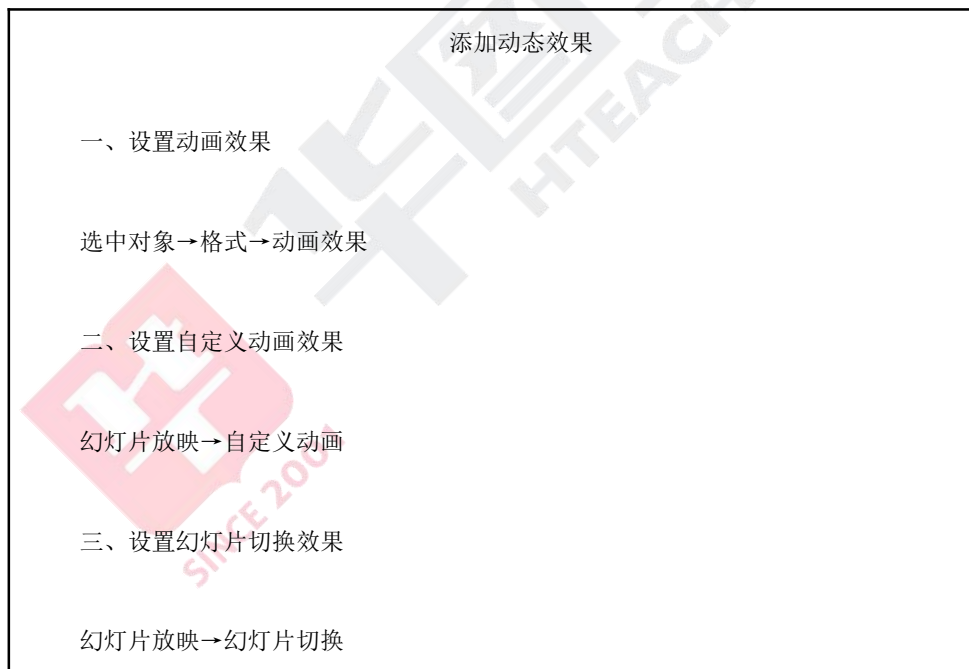 添加动态效果
一、设置动画效果
选中对象→格式→动画效果
二、设置自定义动画效果
幻灯片放映→自定义动画
三、设置幻灯片切换效果
幻灯片放映→幻灯片切换
HTEACH
SINCE 2001